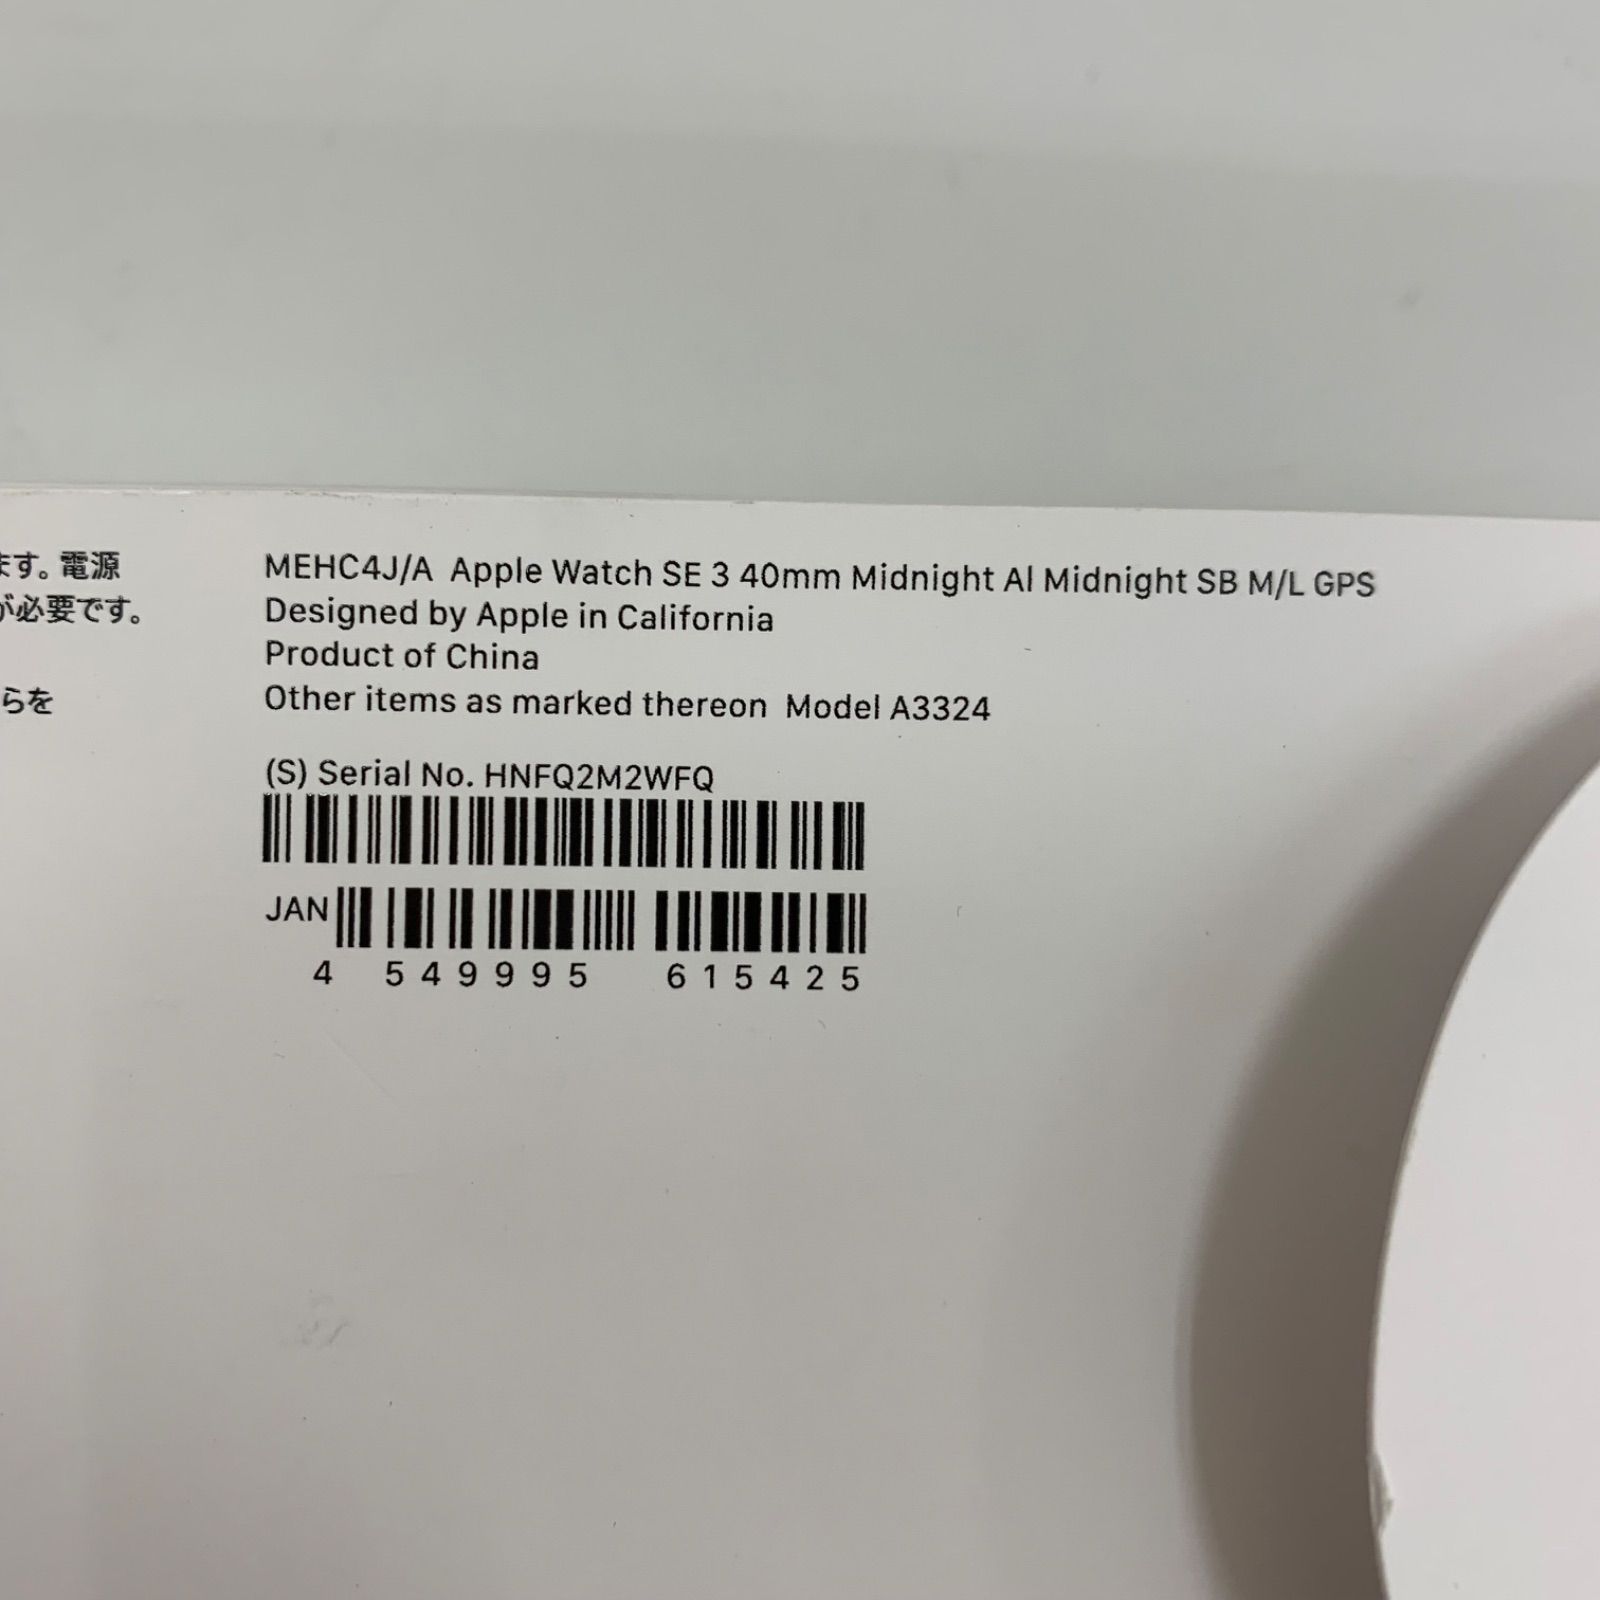 ます。電源
が必要です。
らを
MEHC4J/A Apple Watch SE 3 40mm Midnight Al Midnight SB M/L GPS
Designed by Apple in California
Product of China
Other items as marked thereon Model A3324
(S) Serial No. HNFQ2M2WFQ
JAN
4 549995 615425